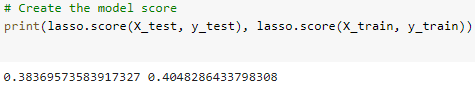 # Create the model score
print(lasso.score(X_test, y_test), lasso.score(X_train, y_train))
0.38369573583917327 0.4048286433798308